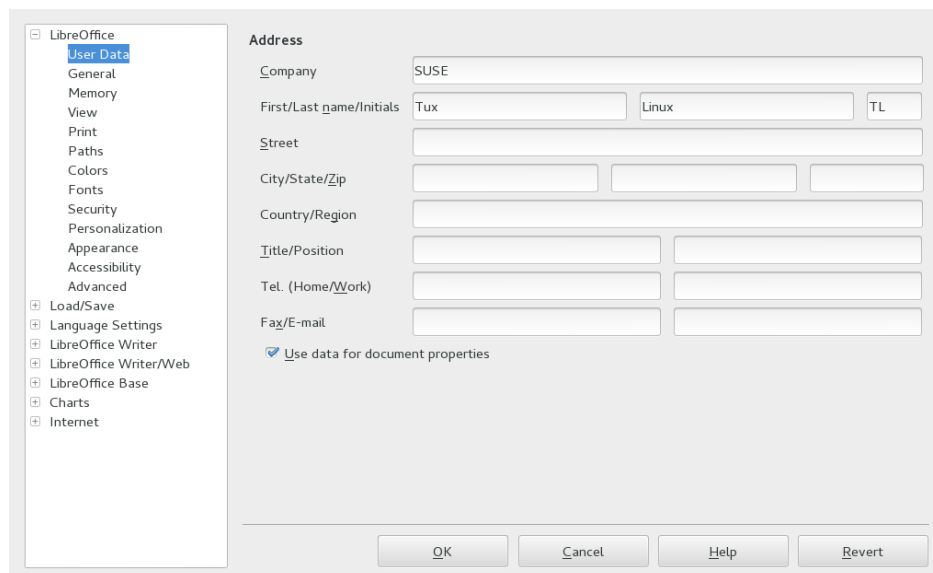 LibreOffice
User Data
General
Memory
View
Print
Paths
Colors
Fonts
Security
Personalization
Appearance
Accessibility
Advanced
Load/Save
Language Settings
LibreOffice Writer
LibreOffice Writer/Web
LibreOffice Base
Charts
Internet
Address
Company SUSE
First/Last name/Initials Tux Linux TL
Street
City/State/Zip
Country/Region
Title/Position
Tel. (Home/Work)
Fax/E-mail
Use data for document properties
OK Cancel Help Revert